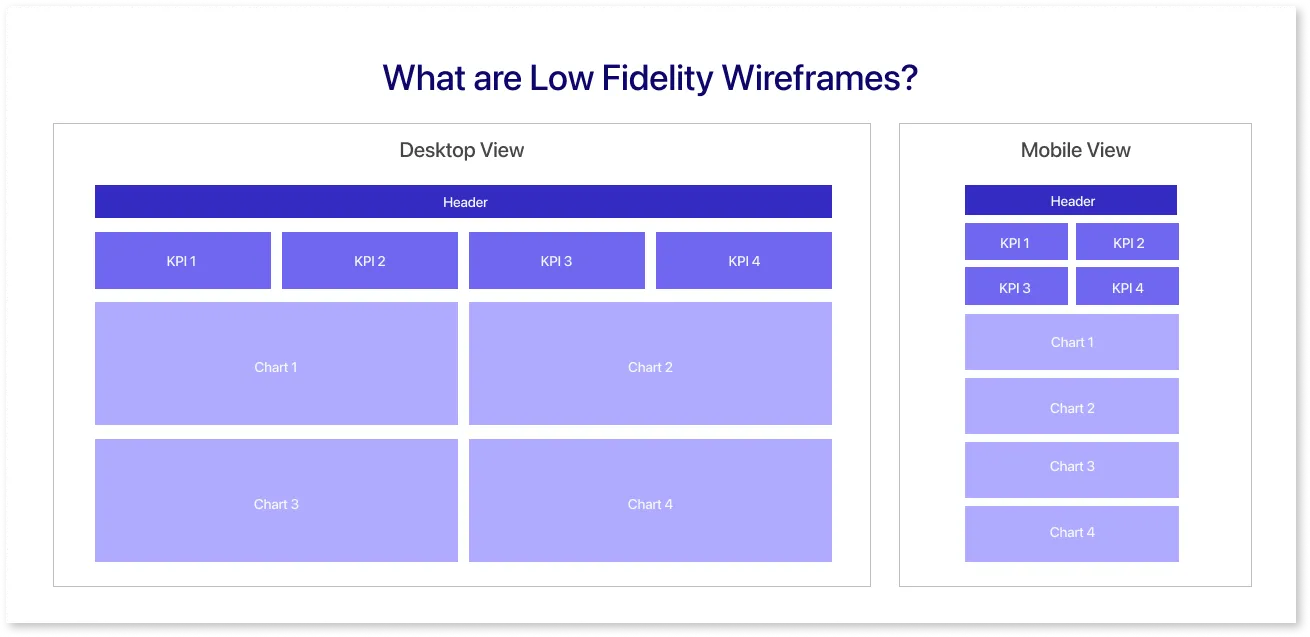 What are Low Fidelity Wireframes?
Desktop View
Header
KPI 1 KPI 2 KPI 3 KPI 4
Chart 1 Chart 2
Chart 3 Chart 4
Mobile View
Header
KPI 1 KPI 2
KPI 3 KPI 4
Chart 1
Chart 2
Chart 3
Chart 4